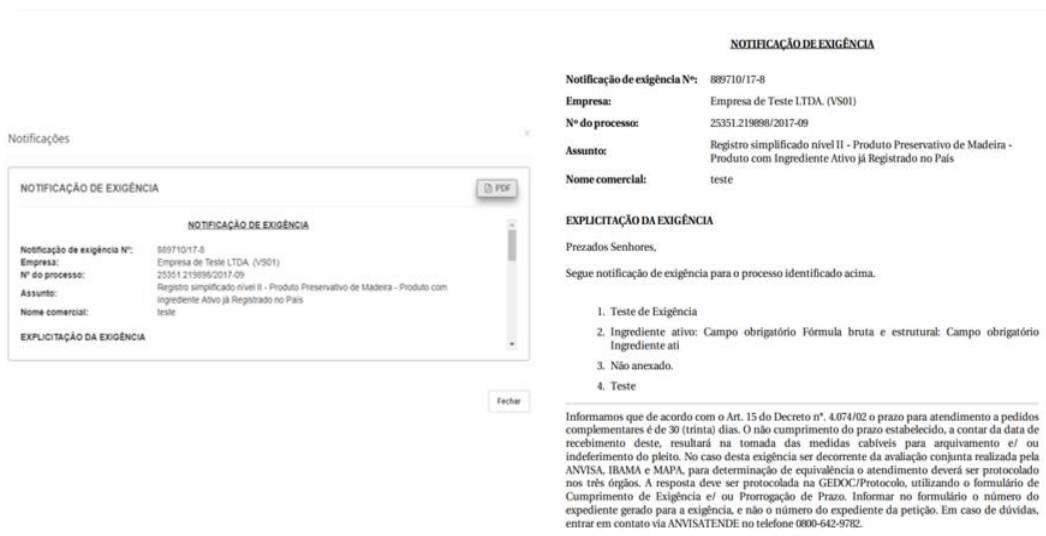 Notificações
×
NOTIFICAÇÃO DE EXIGÊNCIA
PDF
NOTIFICAÇÃO DE EXIGÊNCIA
Notificação de exigência Nº: 889710/17-8
Empresa: Empresa de Teste LTDA. (VS01)
Nº do processo: 25351.219898/2017-09
Assunto: Registro simplificado nível II - Produto Preservativo de Madeira - Produto com
Ingrediente Ativo já Registrado no País
Nome comercial: teste
EXPLICITAÇÃO DA EXIGÊNCIA
Fechar
NOTIFICAÇÃO DE EXIGÊNCIA
Notificação de exigência Nº: 889710/17-8
Empresa: Empresa de Teste LTDA. (VS01)
Nº do processo: 25351.219898/2017-09
Assunto: Registro simplificado nível II - Produto Preservativo de Madeira -
Produto com Ingrediente Ativo já Registrado no País
Nome comercial: teste
EXPLICITAÇÃO DA EXIGÊNCIA
Prezados Senhores,
Segue notificação de exigência para o processo identificado acima.
1. Teste de Exigência
2. Ingrediente ativo: Campo obrigatório Fórmula bruta e estrutural: Campo obrigatório
Ingrediente ati
3. Não anexado.
4. Teste
Informamos que de acordo com o Art. 15 do Decreto nº. 4.074/02 o prazo para atendimento a pedidos
complementares é de 30 (trinta) dias. O não cumprimento do prazo estabelecido, a contar da data de
recebimento deste, resultará na tomada das medidas cabíveis para arquivamento e/ ou
indeferimento do pleito. No caso desta exigência ser decorrente da avaliação conjunta realizada pela
ANVISA, IBAMA e MAPA, para determinação de equivalência o atendimento deverá ser protocolado
nos três órgãos. A resposta deve ser protocolada na GEDOC/Protocolo, utilizando o formulário de
Cumprimento de Exigência e/ ou Prorrogação de Prazo. Informar no formulário o número do
expediente gerado para a exigência, e não o número do expediente da petição. Em caso de dúvidas,
entrar em contato via ANVISATENDE no telefone 0800-642-9782.